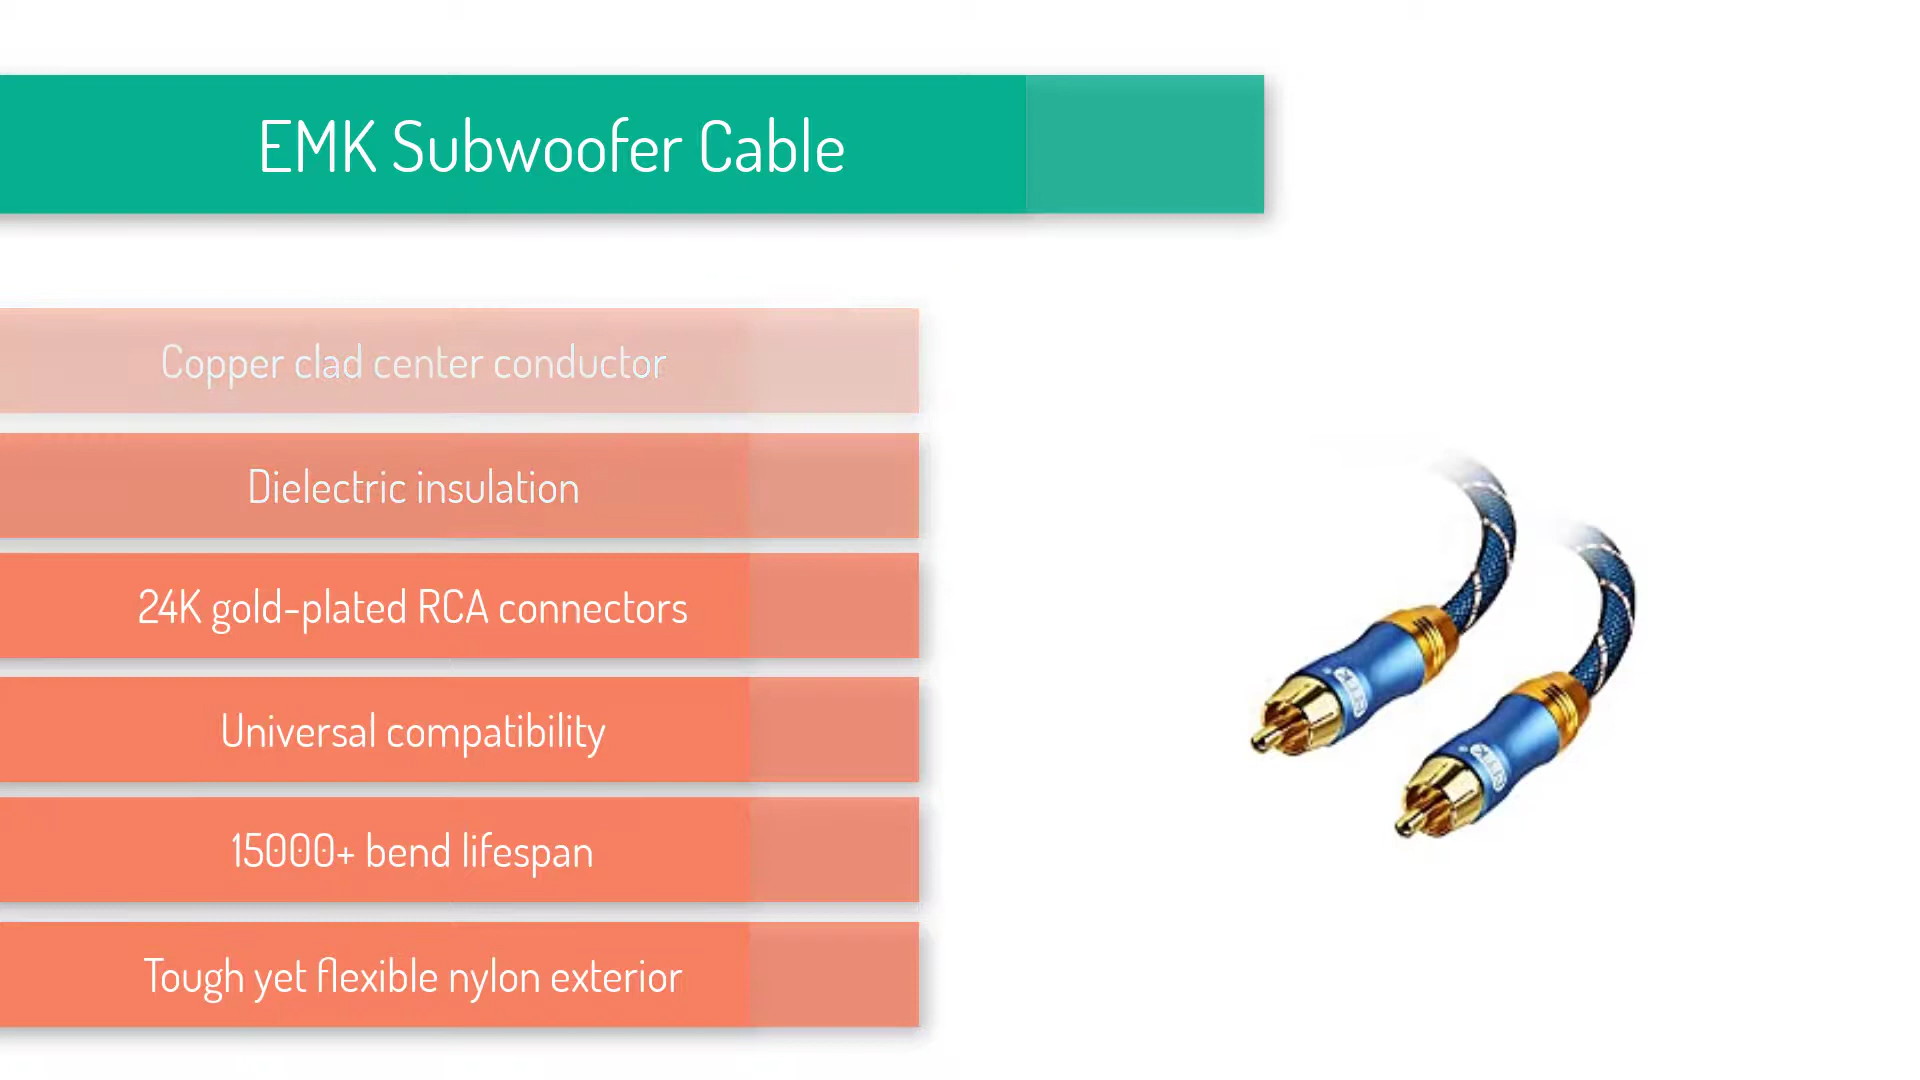 EMK Subwoofer Cable
Copper clad center conductor
Dielectric insulation
24K gold-plated RCA connectors
Universal compatibility
15000+ bend lifespan
Tough yet flexible nylon exterior